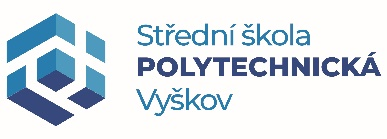 Střední škola
POLYTECHNICKÁ
Vyškov